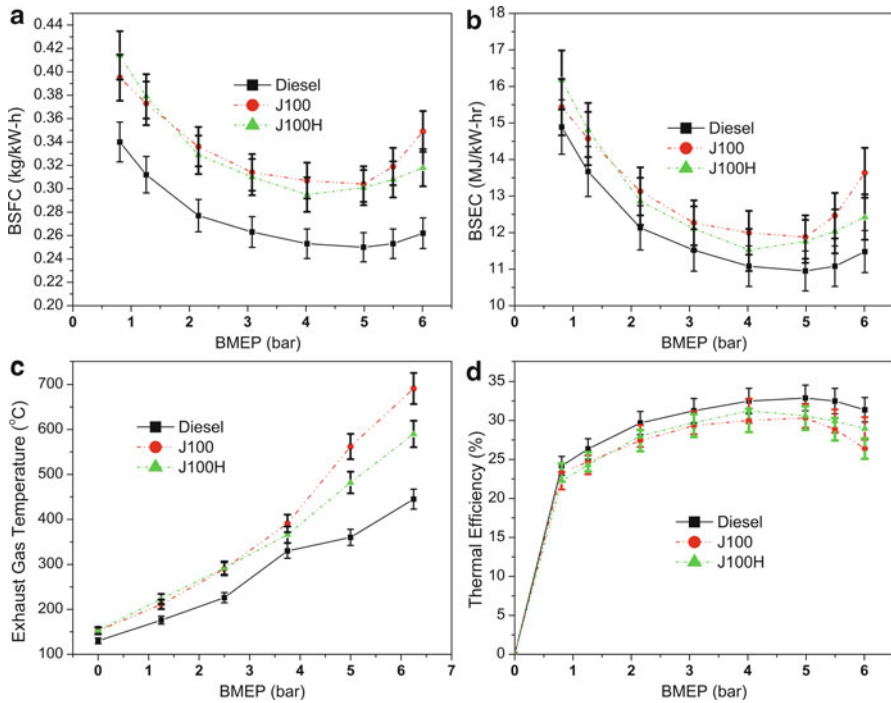 a
BSFC (kg/kW-h)
0.44
0.42
0.40
0.38
0.36
0.34
0.32
0.30
0.28
0.26
0.24
0.22
0.20
Diesel
J100
J100H
0 1 2 3 4 5 6
BMEP (bar)
b
BSEC (MJ/kW-hr)
18
17
16
15
14
13
12
11
10
Diesel
J100
J100H
0 1 2 3 4 5 6
BMEP (bar)
c
Exhaust Gas Temperature (°C)
700
600
500
400
300
200
100
Diesel
J100
J100H
0 1 2 3 4 5 6 7
BMEP (bar)
d
Thermal Efficiency (%)
35
30
25
20
15
10
5
0
Diesel
J100
J100H
0 1 2 3 4 5 6
BMEP (bar)